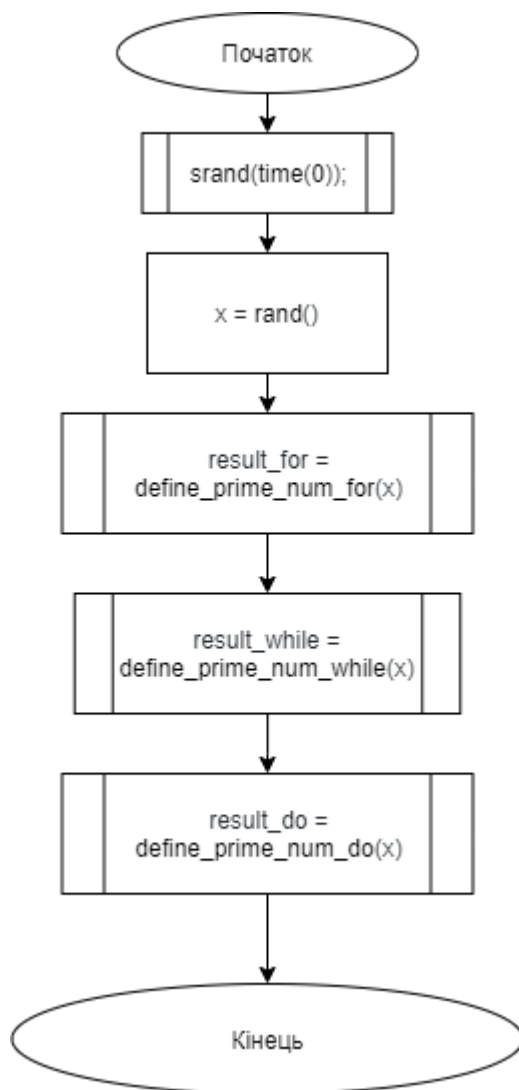 Початок
srand(time(0));
x = rand()
result_for =
define_prime_num_for(x)
result_while =
define_prime_num_while(x)
result_do =
define_prime_num_do(x)
Кінець